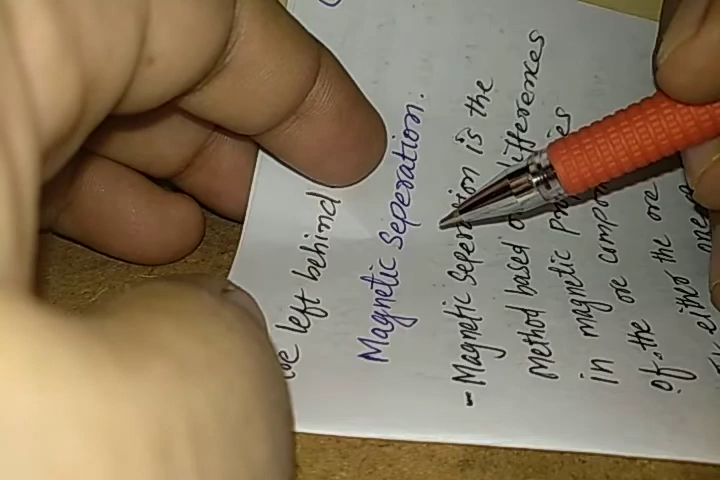 left behind
Magnetic Seperation.
- Magnetic seperation is the
Method based on differences
in magnetic
of the ore
either the ore